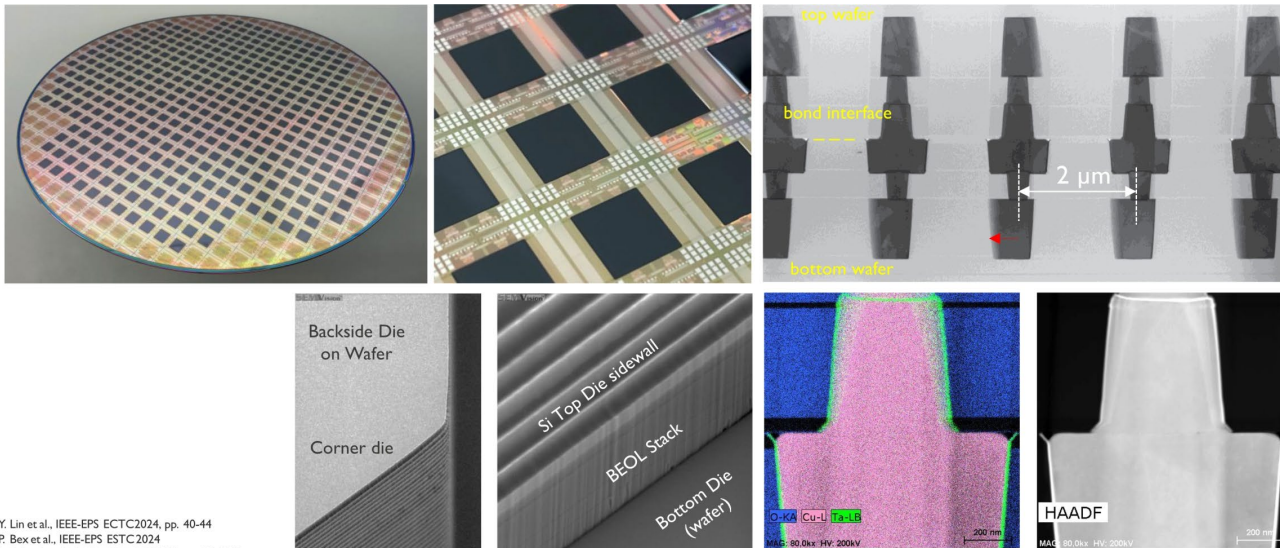 top wafer
bond interface
2 µm
bottom wafer
Backside Die
on Wafer
Corner die
Si Top Die sidewall
BEOL Stack
Bottom Die
(wafer)
O-KA Cu-L Ta-LB
MAG: 80.0kx HV: 200kV
200 nm
HAADF
MAG: 80.0kx HV: 200kV
200 nm
Y. Lin et al., IEEE-EPS ECTC2024, pp. 40-44
P. Bex et al., IEEE-EPS ESTC2024